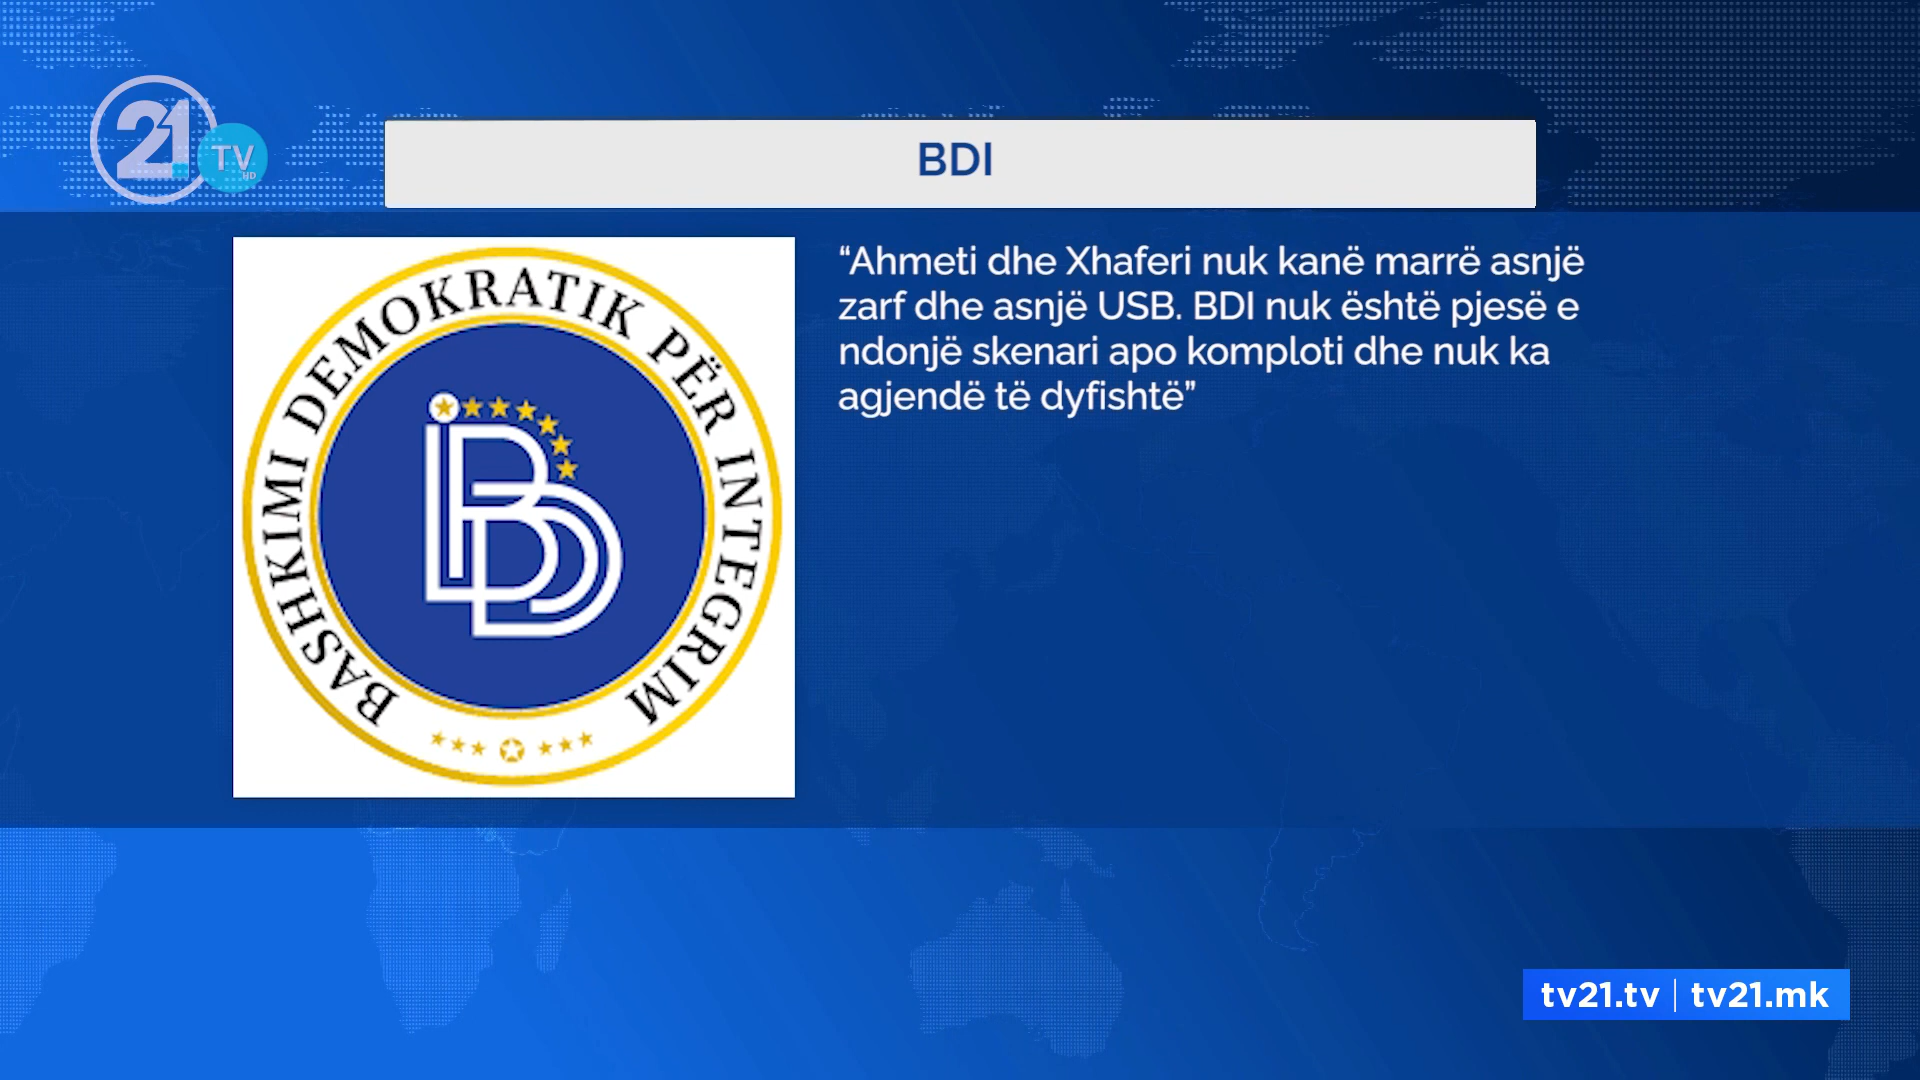 21
TV
HD
BDI
“Ahmeti dhe Xhaferi nuk kanë marrë asnjë
zarf dhe asnjë USB. BDI nuk është pjesë e
ndonjë skenari apo komploti dhe nuk ka
agjendë të dyfishtë”
BASHKIMI DEMOKRATIK PËR INTEGRIM
BDI
tv21.tv | tv21.mk